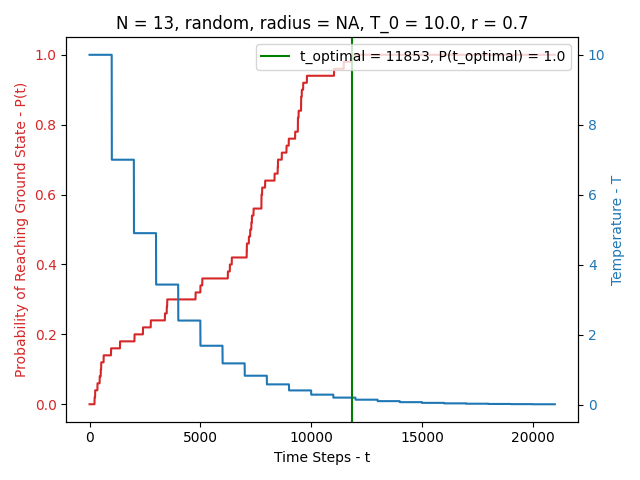 N = 13, random, radius = NA, T_0 = 10.0, r = 0.7
t_optimal = 11853, P(t_optimal) = 1.0
Probability of Reaching Ground State - P(t)
1.0
0.8
0.6
0.4
0.2
0.0
10
8
6
4
2
0
Temperature - T
0 5000 10000 15000 20000
Time Steps - t